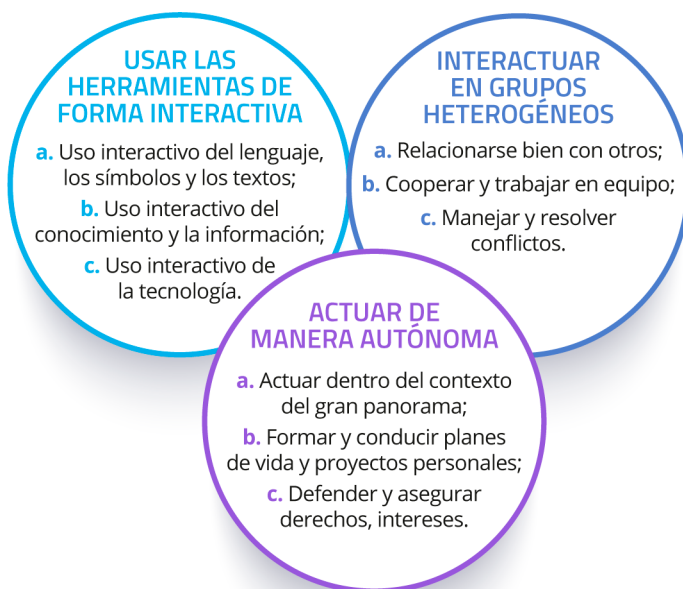 USAR LAS
HERRAMIENTAS DE
FORMA INTERACTIVA
a. Uso interactivo del lenguaje,
los símbolos y los textos;
b. Uso interactivo del
conocimiento y la información;
c. Uso interactivo de
la tecnología.
INTERACTUAR
EN GRUPOS
HETEROGÉNEOS
a. Relacionarse bien con otros;
b. Cooperar y trabajar en equipo;
c. Manejar y resolver
conflictos.
ACTUAR DE
MANERA AUTÓNOMA
a. Actuar dentro del contexto
del gran panorama;
b. Formar y conducir planes
de vida y proyectos personales;
c. Defender y asegurar
derechos, intereses.